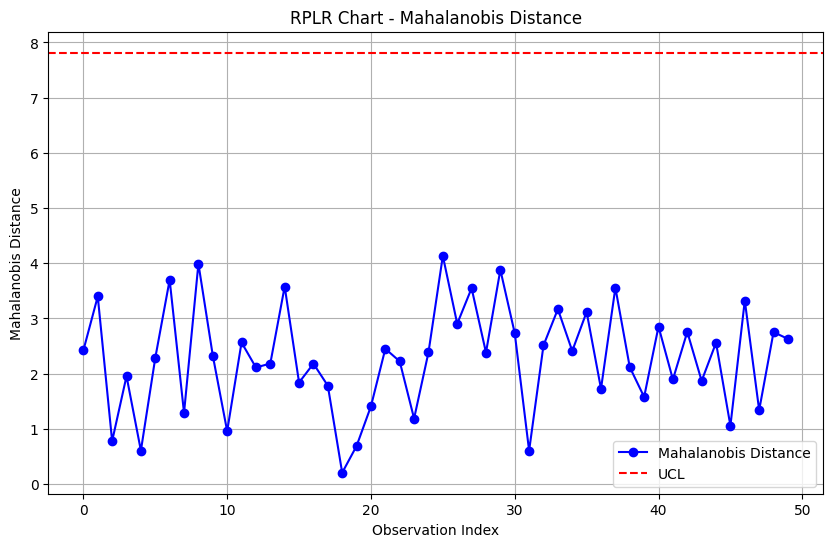 RPLR Chart - Mahalanobis Distance
Mahalanobis Distance
8
7
6
5
4
3
2
1
0
0 10 20 30 40 50
Observation Index
Mahalanobis Distance
UCL